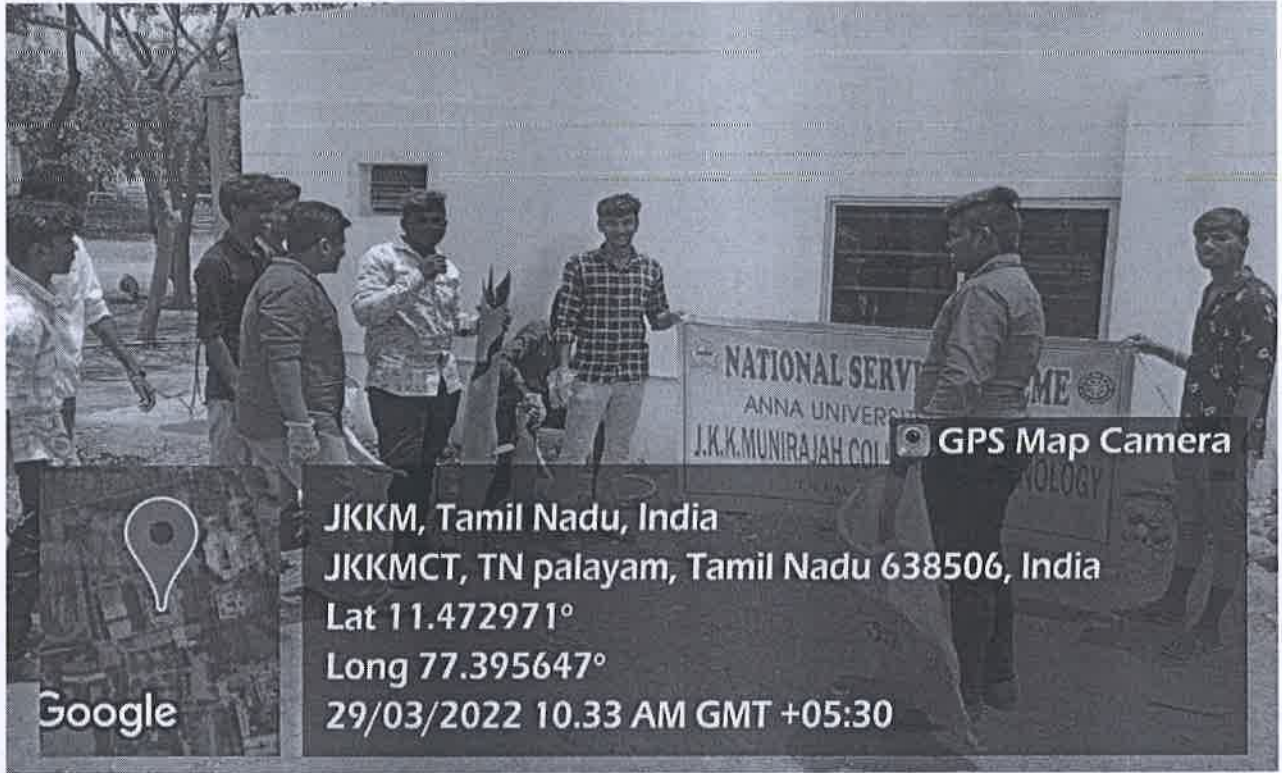 NATIONAL SERV ME
ANNA UNIVERSIT
J.K.K.MUNIRAJAH COL NOLOGY
GPS Map Camera
JKKM, Tamil Nadu, India
JKKMCT, TN palayam, Tamil Nadu 638506, India
Lat 11.472971°
Long 77.395647°
29/03/2022 10.33 AM GMT +05:30
Google